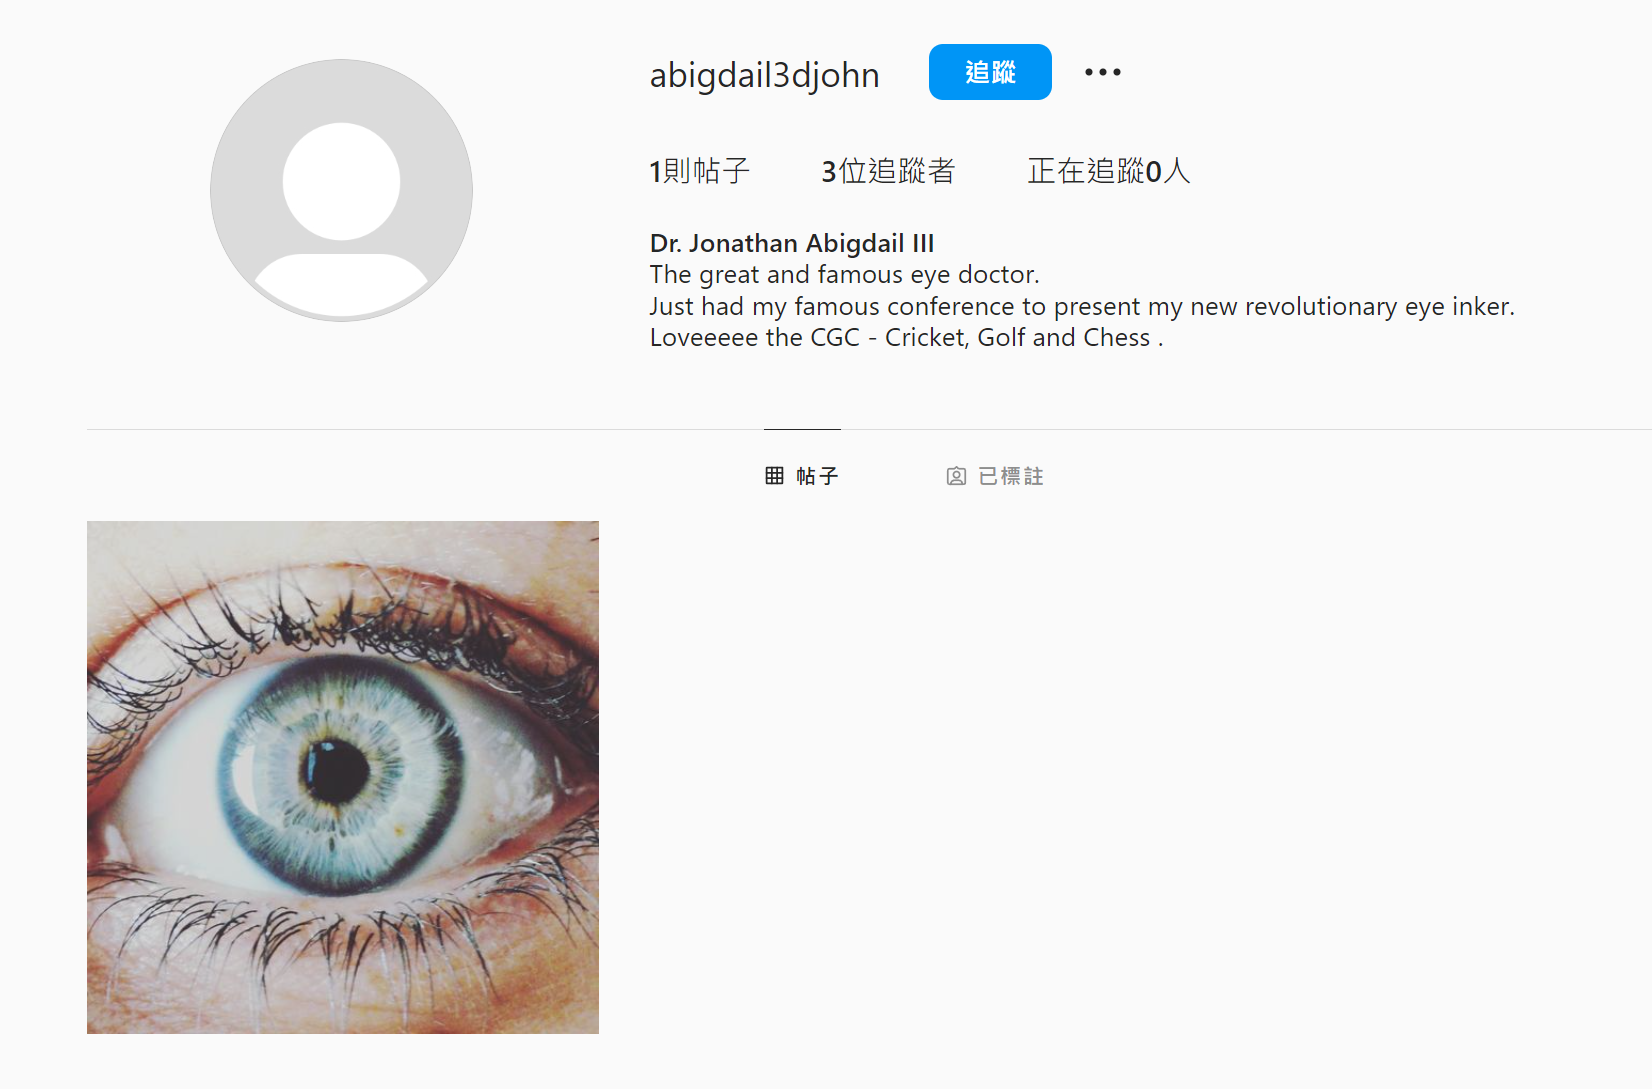 abigdail3djohn 追蹤
1則帖子 3位追蹤者 正在追蹤0人
Dr. Jonathan Abigdail III
The great and famous eye doctor.
Just had my famous conference to present my new revolutionary eye inker.
Loveeeee the CGC - Cricket, Golf and Chess .
帖子 已標註